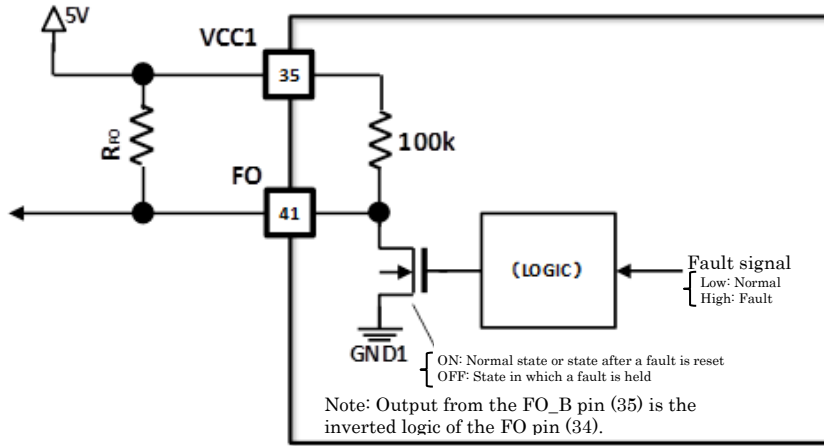 5V
VCC1
35
100k
RFO
FO
41
(LOGIC)
Fault signal
Low: Normal
High: Fault
GND1
ON: Normal state or state after a fault is reset
OFF: State in which a fault is held
Note: Output from the FO_B pin (35) is the
inverted logic of the FO pin (34).